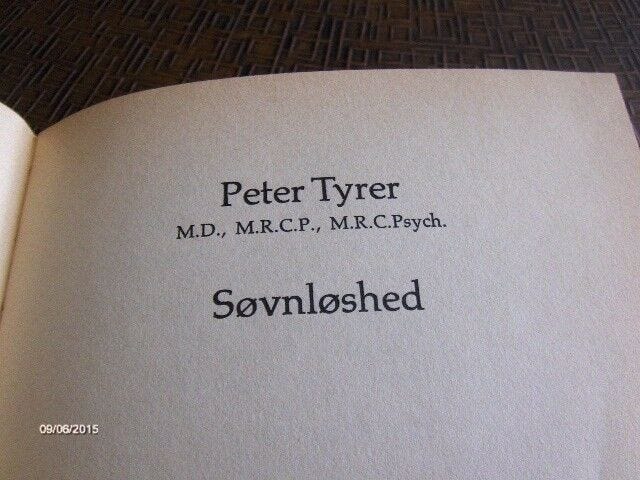 Peter Tyrer
M.D., M.R.C.P., M.R.C.Psych.
Søvnløshed
09/06/2015